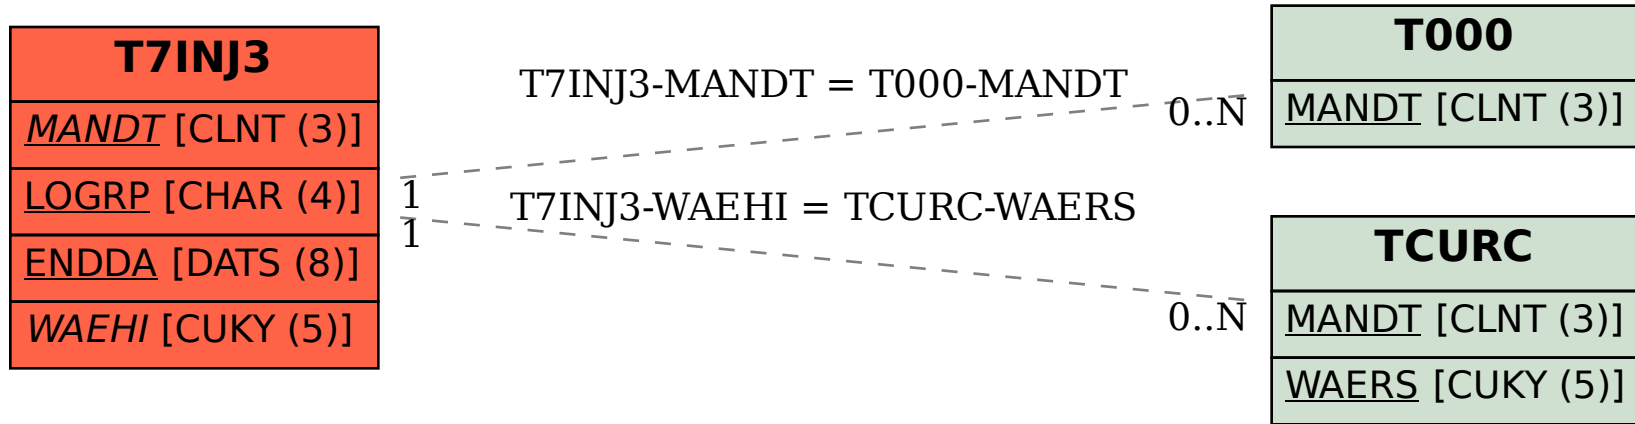 T7INJ3
MANDT [CLNT (3)]
LOGRP [CHAR (4)]
ENDDA [DATS (8)]
WAEHI [CUKY (5)]
T7INJ3-MANDT = T000-MANDT
0..N
1
T7INJ3-WAEHI = TCURC-WAERS
1
0..N
T000
MANDT [CLNT (3)]
TCURC
MANDT [CLNT (3)]
WAERS [CUKY (5)]